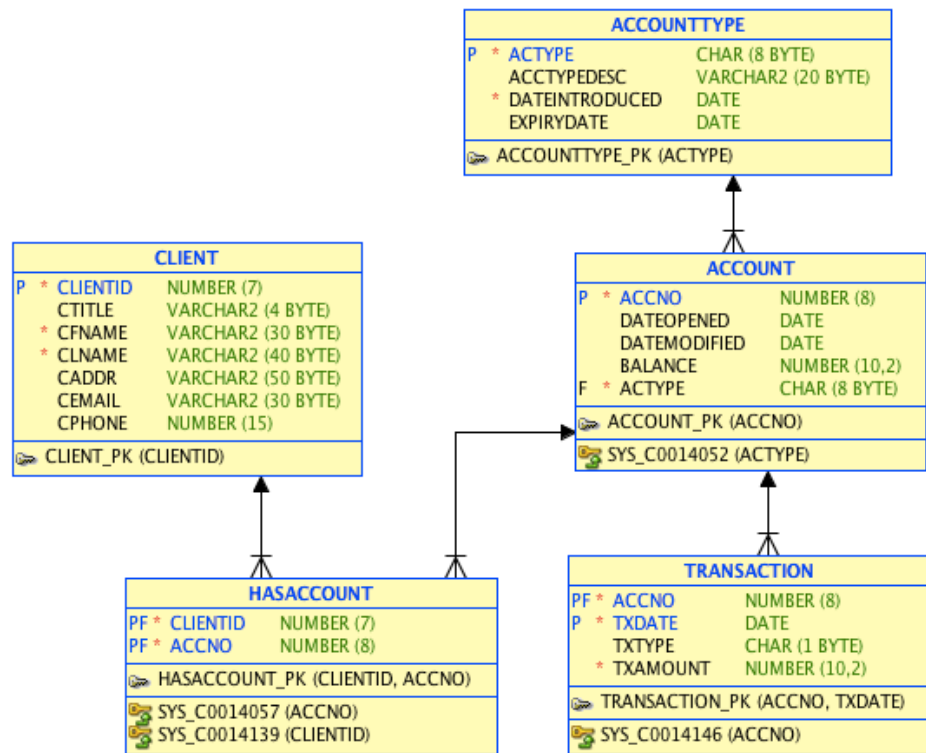 ACCOUNTTYPE
P * ACTYPE CHAR (8 BYTE)
ACCTYPEDESC VARCHAR2 (20 BYTE)
* DATEINTRODUCED DATE
EXPIRYDATE DATE
ACCOUNTTYPE_PK (ACTYPE)
CLIENT
P * CLIENTID NUMBER (7)
CTITLE VARCHAR2 (4 BYTE)
* CFNAME VARCHAR2 (30 BYTE)
* CLNAME VARCHAR2 (40 BYTE)
CADDR VARCHAR2 (50 BYTE)
CEMAIL VARCHAR2 (30 BYTE)
CPHONE NUMBER (15)
CLIENT_PK (CLIENTID)
ACCOUNT
P * ACCNO NUMBER (8)
DATEOPENED DATE
DATEMODIFIED DATE
BALANCE NUMBER (10,2)
F * ACTYPE CHAR (8 BYTE)
ACCOUNT_PK (ACCNO)
SYS_C0014052 (ACTYPE)
HASACCOUNT
PF * CLIENTID NUMBER (7)
PF * ACCNO NUMBER (8)
HASACCOUNT_PK (CLIENTID, ACCNO)
SYS_C0014057 (ACCNO)
SYS_C0014139 (CLIENTID)
TRANSACTION
PF * ACCNO NUMBER (8)
P * TXDATE DATE
TXTYPE CHAR (1 BYTE)
* TXAMOUNT NUMBER (10,2)
TRANSACTION_PK (ACCNO, TXDATE)
SYS_C0014146 (ACCNO)